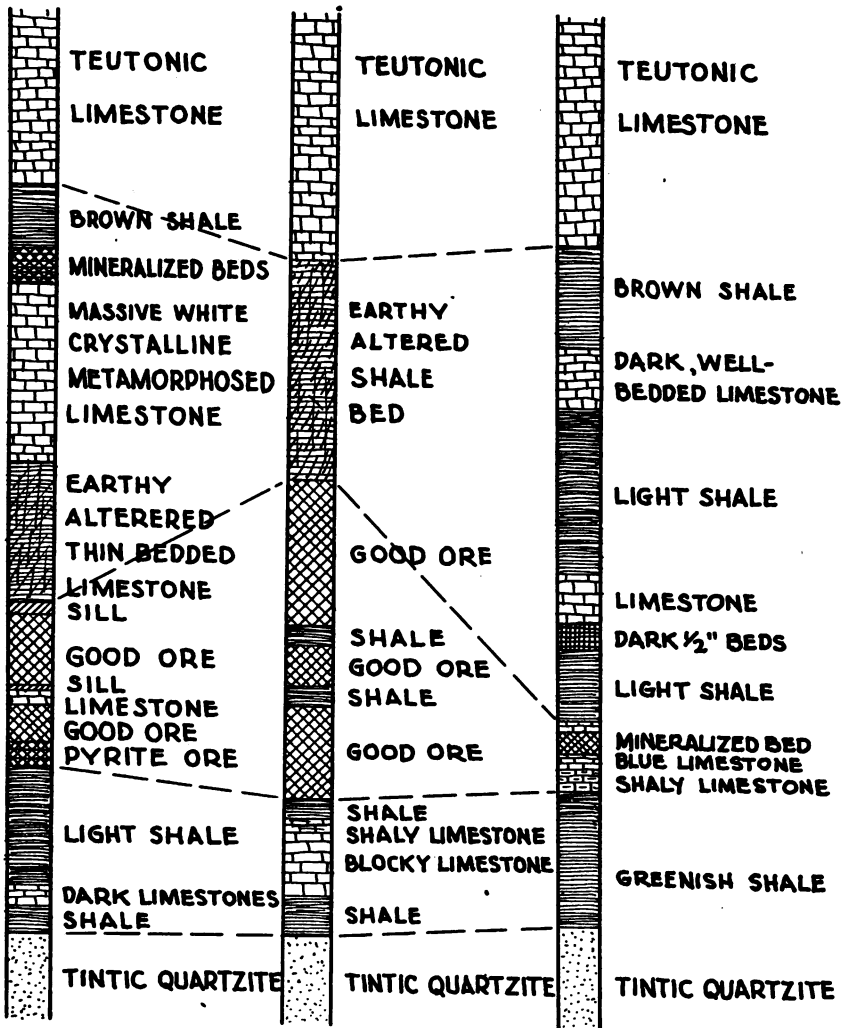 TEUTONIC
LIMESTONE
BROWN SHALE
MINERALIZED BEDS
MASSIVE WHITE
CRYSTALLINE
METAMORPHOSED
LIMESTONE
EARTHY
ALTERERED
THIN BEDDED
LIMESTONE
SILL
GOOD ORE
SILL
LIMESTONE
GOOD ORE
PYRITE ORE
LIGHT SHALE
DARK LIMESTONES
SHALE
TINTIC QUARTZITE
TEUTONIC
LIMESTONE
EARTHY
ALTERED
SHALE
BED
GOOD ORE
SHALE
GOOD ORE
SHALE
GOOD ORE
SHALE
SHALY LIMESTONE
BLOCKY LIMESTONE
SHALE
TINTIC QUARTZITE
TEUTONIC
LIMESTONE
BROWN SHALE
DARK, WELL-
BEDDED LIMESTONE
LIGHT SHALE
LIMESTONE
DARK 1/2" BEDS
LIGHT SHALE
MINERALIZED BED
BLUE LIMESTONE
SHALY LIMESTONE
GREENISH SHALE
TINTIC QUARTZITE